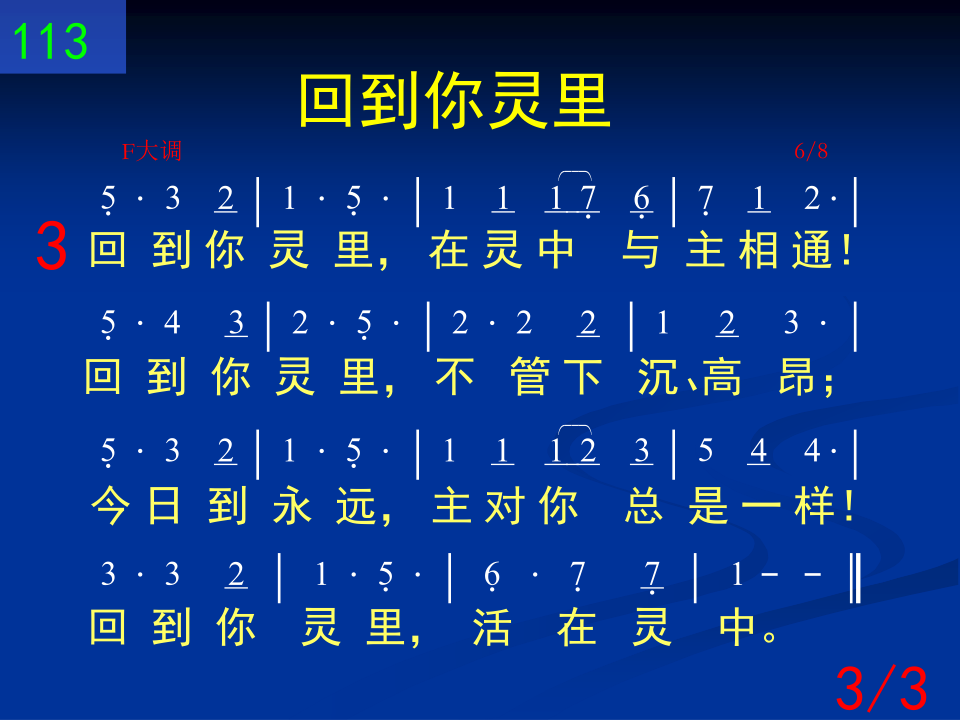 113
回到你灵里
F大调 6/8
5 · 3 2 | 1 · 5 · | 1 1 1 7 6 | 7 1 2 · |
3 回到你灵里，在灵中与主相通！
5 · 4 3 | 2 · 5 · | 2 · 2 2 | 1 2 3 · |
回到你灵里，不管下沉、高昂；
5 · 3 2 | 1 · 5 · | 1 1 1 2 3 | 5 4 4 · |
今日到永远，主对你总是一样！
3 · 3 2 | 1 · 5 · | 6 · 7 7 | 1 - - ‖
回到你灵里，活在灵中。
3/3